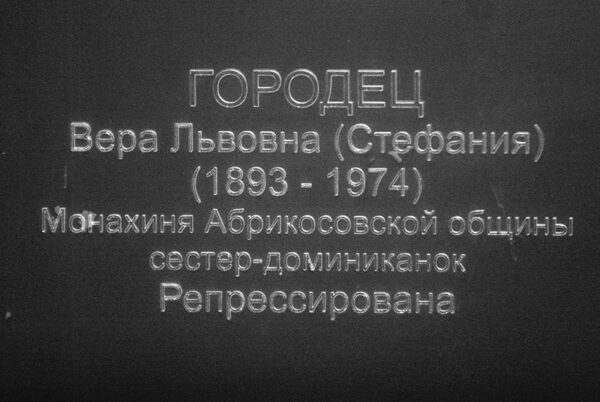 ГОРОДЕЦ
Вера Львовна (Стефания)
(1893 - 1974)
Монахиня Абрикосовской общины
сестер-доминиканок
Репрессирована